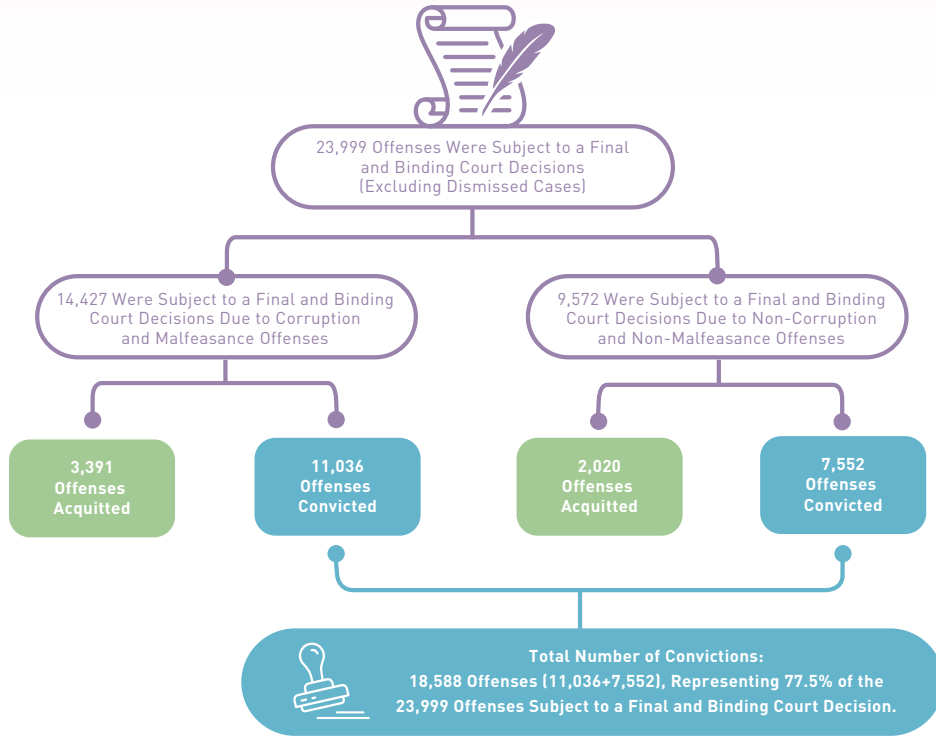 23,999 Offenses Were Subject to a Final
and Binding Court Decisions
(Excluding Dismissed Cases)
14,427 Were Subject to a Final and Binding
Court Decisions Due to Corruption
and Malfeasance Offenses
9,572 Were Subject to a Final and Binding
Court Decisions Due to Non-Corruption
and Non-Malfeasance Offenses
3,391
Offenses
Acquitted
11,036
Offenses
Convicted
2,020
Offenses
Acquitted
7,552
Offenses
Convicted
Total Number of Convictions:
18,588 Offenses (11,036+7,552), Representing 77.5% of the
23,999 Offenses Subject to a Final and Binding Court Decision.